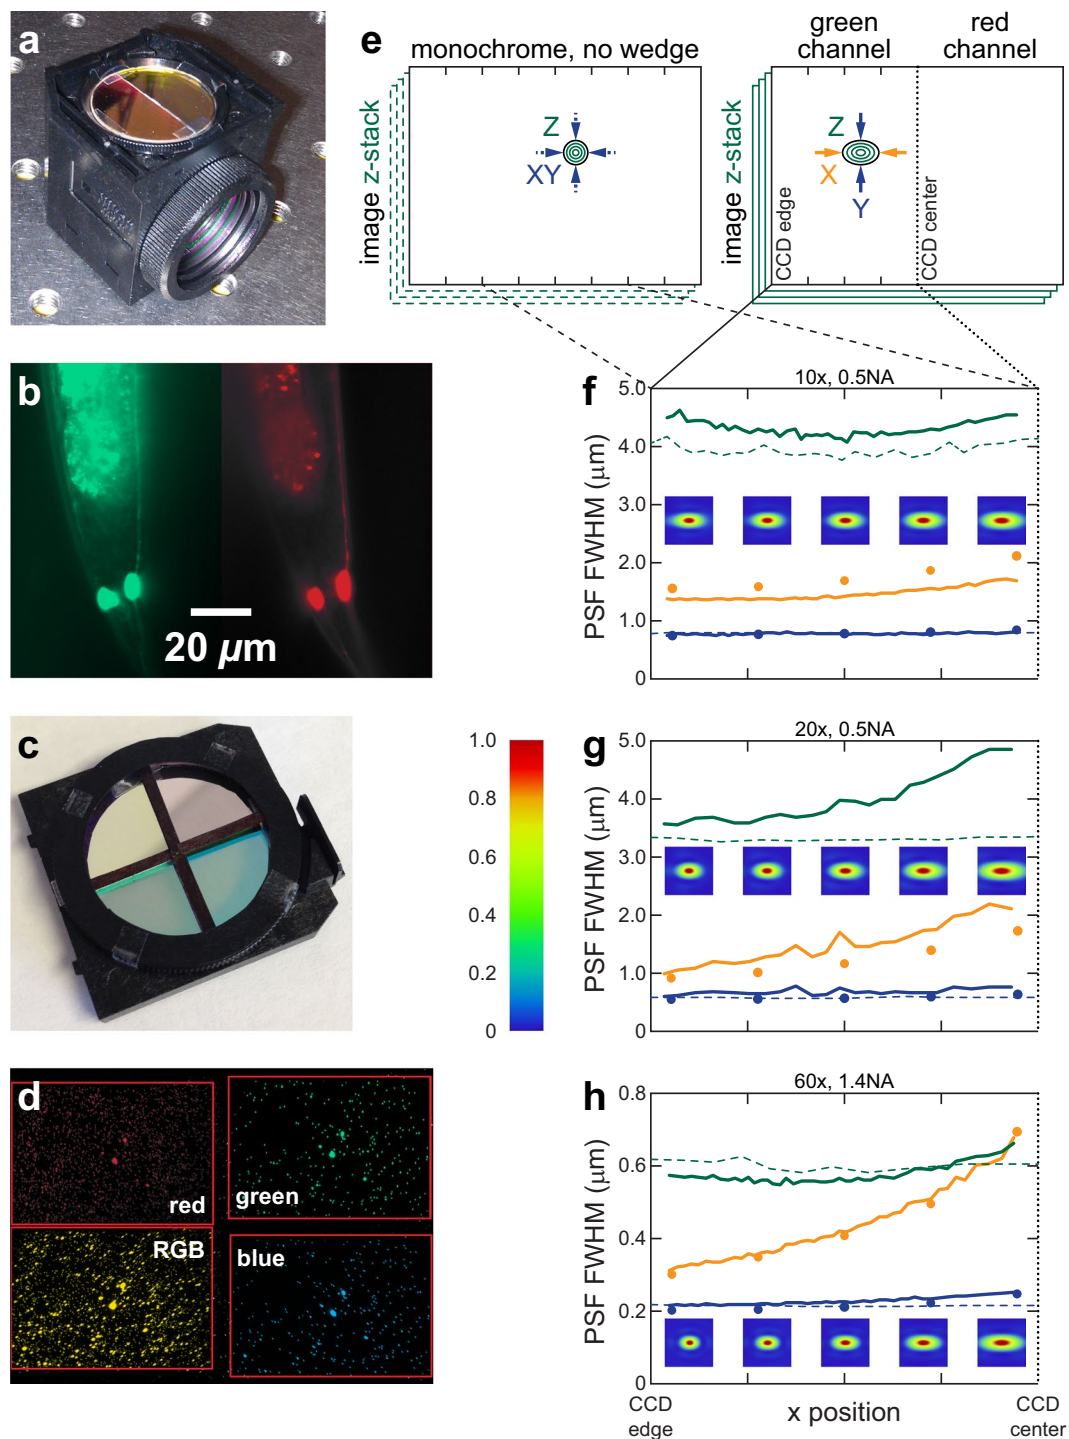 a
b
20 μm
c
1.0
0.8
0.6
0.4
0.2
0
d
red
green
RGB
blue
e
monochrome, no wedge
green
channel
red
channel
image z-stack
Z
XY
image z-stack
CCD edge
Z
X
Y
CCD center
f
10x, 0.5NA
PSF FWHM (μm)
5.0
4.0
3.0
2.0
1.0
0
g
20x, 0.5NA
PSF FWHM (μm)
5.0
4.0
3.0
2.0
1.0
0
h
60x, 1.4NA
PSF FWHM (μm)
0.8
0.6
0.4
0.2
0
CCD
edge
x position
CCD
center